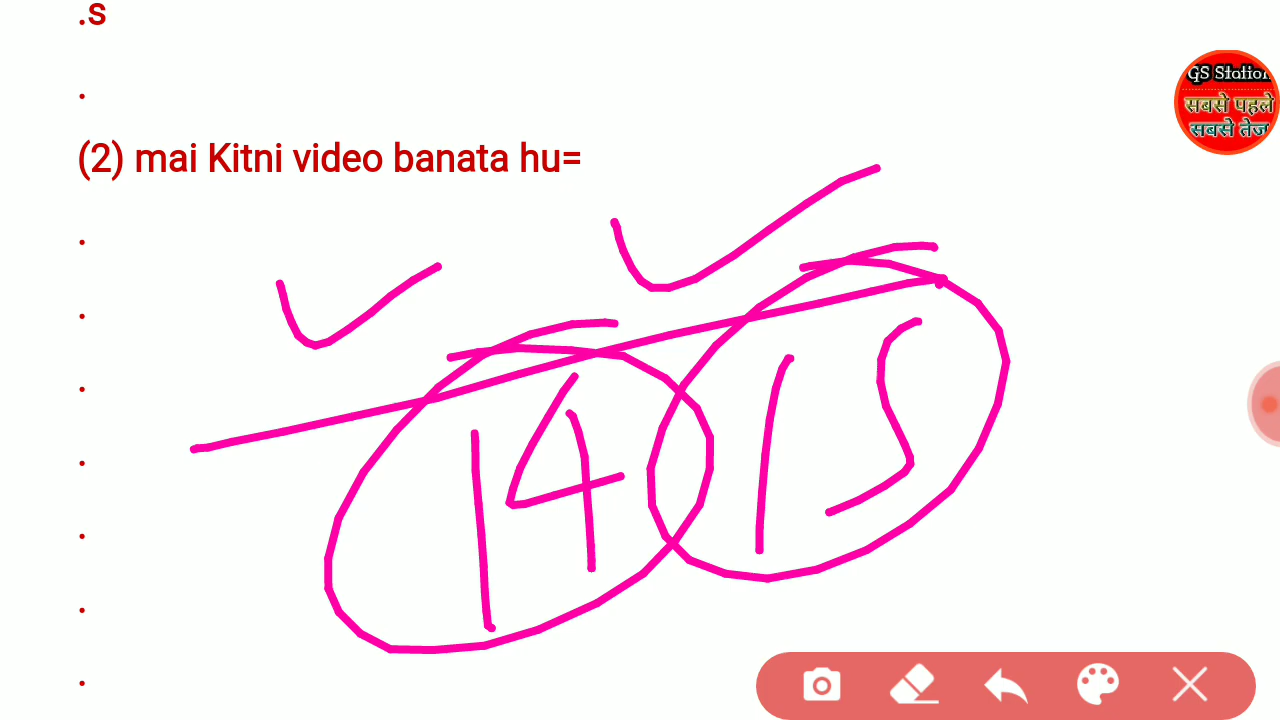 .s
.
GS Station
सबसे पहले
सबसे तेज
(2) mai Kitni video banata hu=
.
.
.
14 15
.
.
.
.